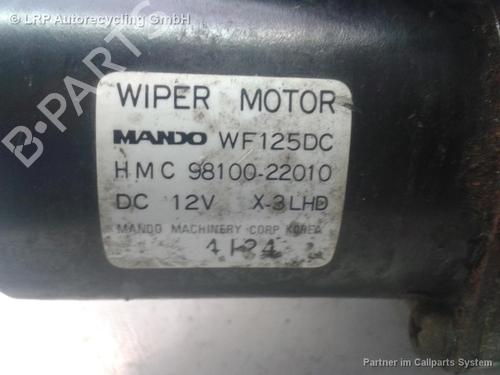 © LRP Autorecycling GmbH
B-PARTS
WIPER MOTOR
MANDO WF125DC
HMC 98100-22010
DC 12V X-3LHD
MANDO MACHINERY CORP KOREA
4124
Partner im Callparts System